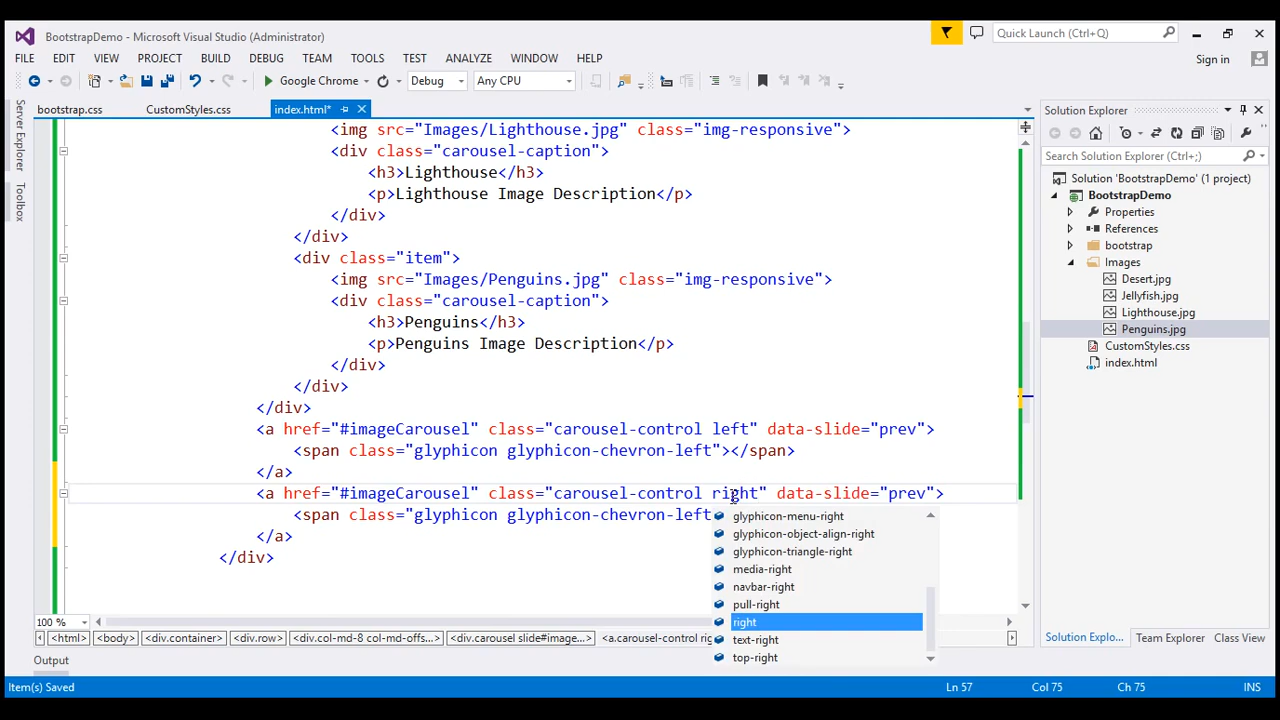 BootstrapDemo - Microsoft Visual Studio (Administrator)
Quick Launch (Ctrl+Q)
FILE EDIT VIEW PROJECT BUILD DEBUG TEAM TOOLS TEST ANALYZE WINDOW HELP
Sign in
Google Chrome Debug Any CPU
bootstrap.css CustomStyles.css index.html*
Server Explorer
Toolbox
<img src="Images/Lighthouse.jpg" class="img-responsive">
<div class="carousel-caption">
<h3>Lighthouse</h3>
<p>Lighthouse Image Description</p>
</div>
</div>
<div class="item">
<img src="Images/Penguins.jpg" class="img-responsive">
<div class="carousel-caption">
<h3>Penguins</h3>
<p>Penguins Image Description</p>
</div>
</div>
</div>
<a href="#imageCarousel" class="carousel-control left" data-slide="prev">
<span class="glyphicon glyphicon-chevron-left"></span>
</a>
<a href="#imageCarousel" class="carousel-control right" data-slide="prev">
<span class="glyphicon glyphicon-chevron-left
</a>
</div>
glyphicon-menu-right
glyphicon-object-align-right
glyphicon-triangle-right
media-right
navbar-right
pull-right
right
text-right
top-right
Solution Explorer
Search Solution Explorer (Ctrl+;)
Solution 'BootstrapDemo' (1 project)
BootstrapDemo
Properties
References
bootstrap
Images
Desert.jpg
Jellyfish.jpg
Lighthouse.jpg
Penguins.jpg
CustomStyles.css
index.html
100 %
<html> <body> <div.container> <div.row> <div.col-md-8 col-md-offs...> <div.carousel slide#image...> <a.carousel-control rig
Solution Explo... Team Explorer Class View
Output
Item(s) Saved Ln 57 Col 75 Ch 75 INS